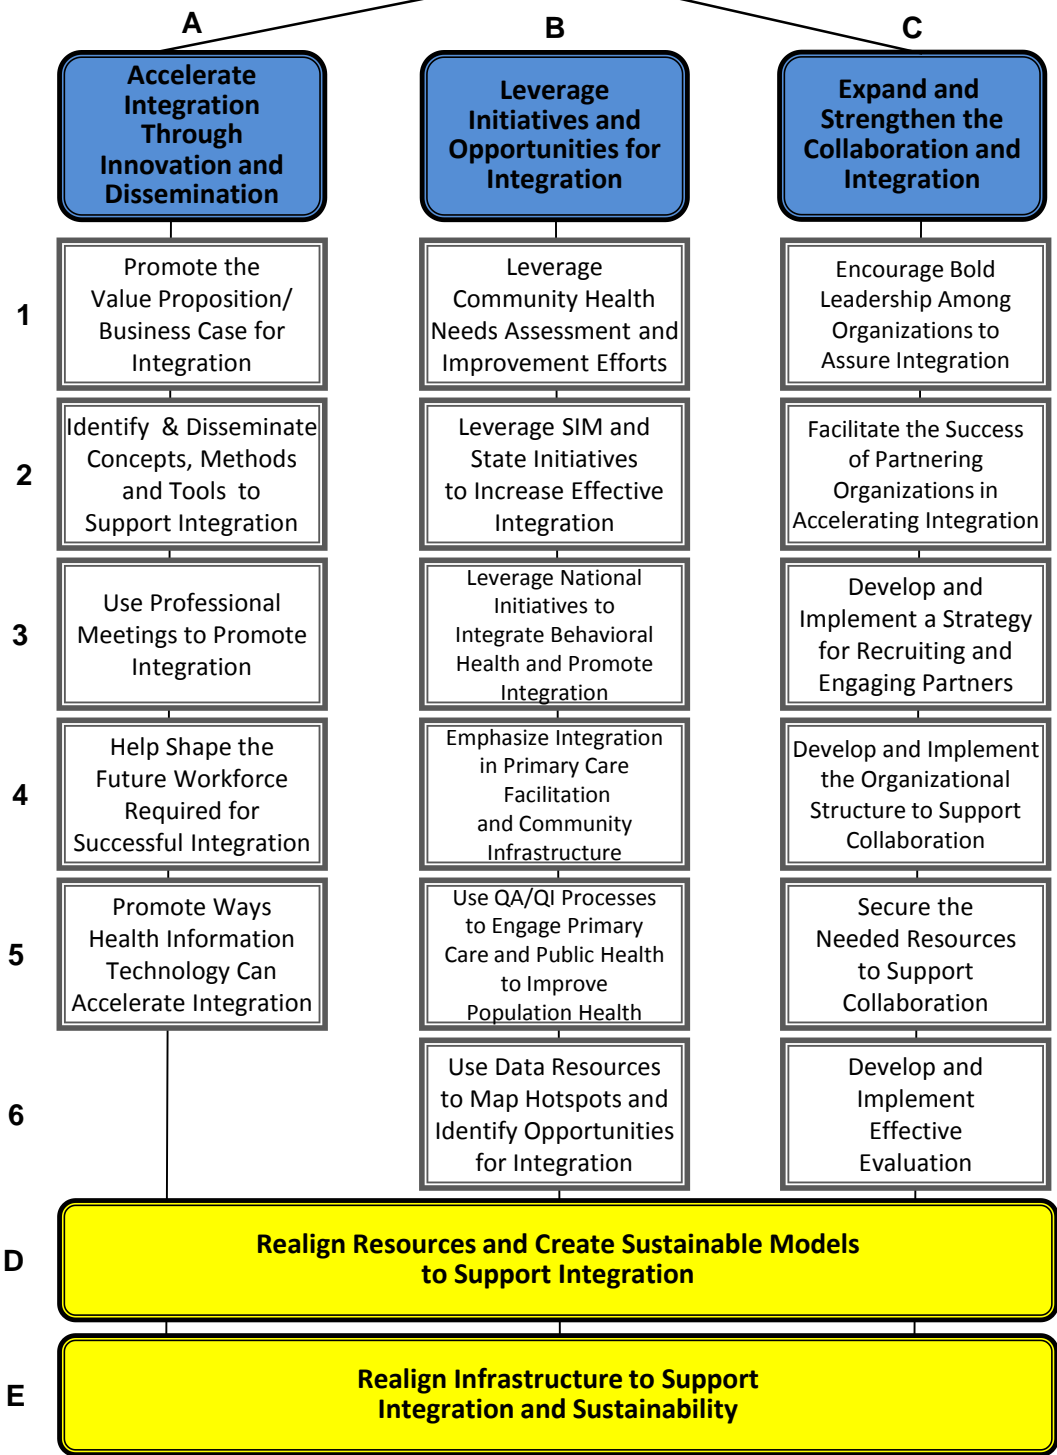 A
B
C
Accelerate
Integration
Through
Innovation and
Dissemination
Leverage
Initiatives and
Opportunities for
Integration
Expand and
Strengthen the
Collaboration and
Integration
1
Promote the
Value Proposition/
Business Case for
Integration
Leverage
Community Health
Needs Assessment and
Improvement Efforts
Encourage Bold
Leadership Among
Organizations to
Assure Integration
2
Identify & Disseminate
Concepts, Methods
and Tools to
Support Integration
Leverage SIM and
State Initiatives
to Increase Effective
Integration
Facilitate the Success
of Partnering
Organizations in
Accelerating Integration
3
Use Professional
Meetings to Promote
Integration
Leverage National
Initiatives to
Integrate Behavioral
Health and Promote
Integration
Develop and
Implement a Strategy
for Recruiting and
Engaging Partners
4
Help Shape the
Future Workforce
Required for
Successful Integration
Emphasize Integration
in Primary Care
Facilitation
and Community
Infrastructure
Develop and Implement
the Organizational
Structure to Support
Collaboration
5
Promote Ways
Health Information
Technology Can
Accelerate Integration
Use QA/QI Processes
to Engage Primary
Care and Public Health
to Improve
Population Health
Secure the
Needed Resources
to Support
Collaboration
6
Use Data Resources
to Map Hotspots and
Identify Opportunities
for Integration
Develop and
Implement
Effective
Evaluation
D
Realign Resources and Create Sustainable Models
to Support Integration
E
Realign Infrastructure to Support
Integration and Sustainability